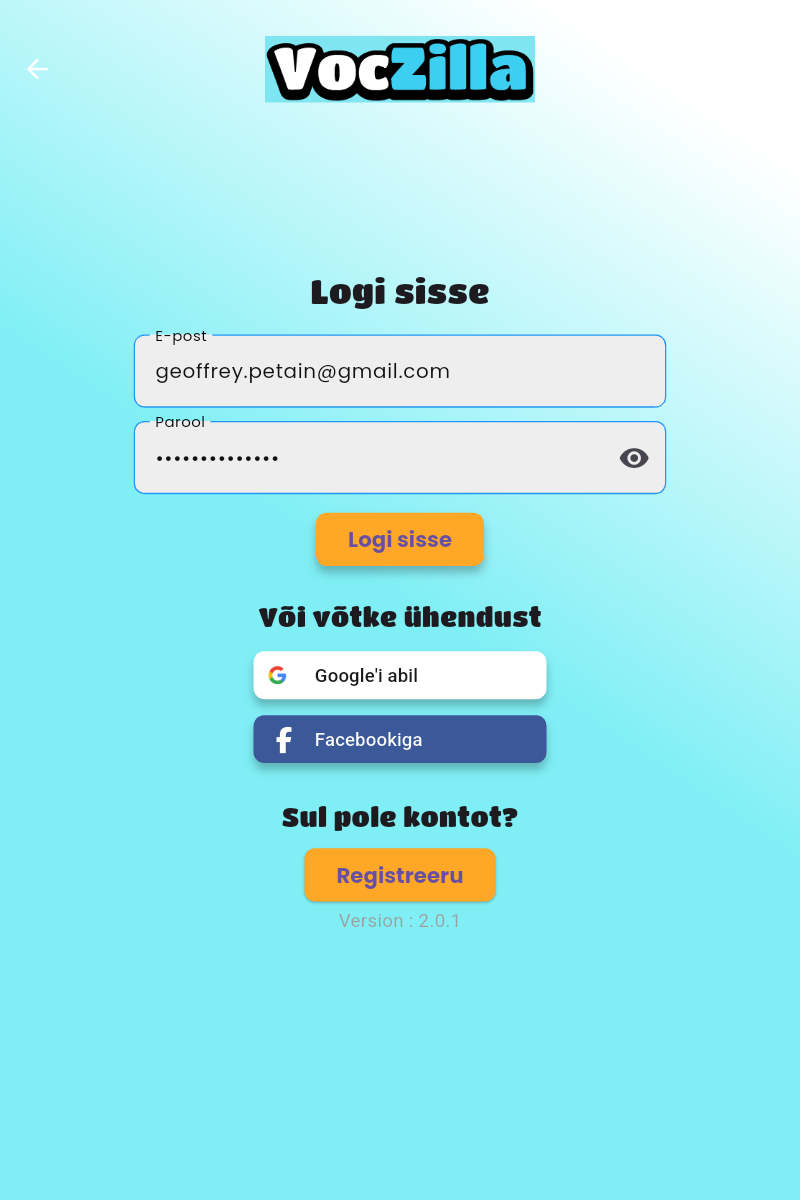 VocZilla
Logi sisse
E-post
geoffrey.petain@gmail.com
Parool
••••••••••••••
Logi sisse
Või võtke ühendust
Google'i abil
Facebookiga
Sul pole kontot?
Registreeru
Version : 2.0.1